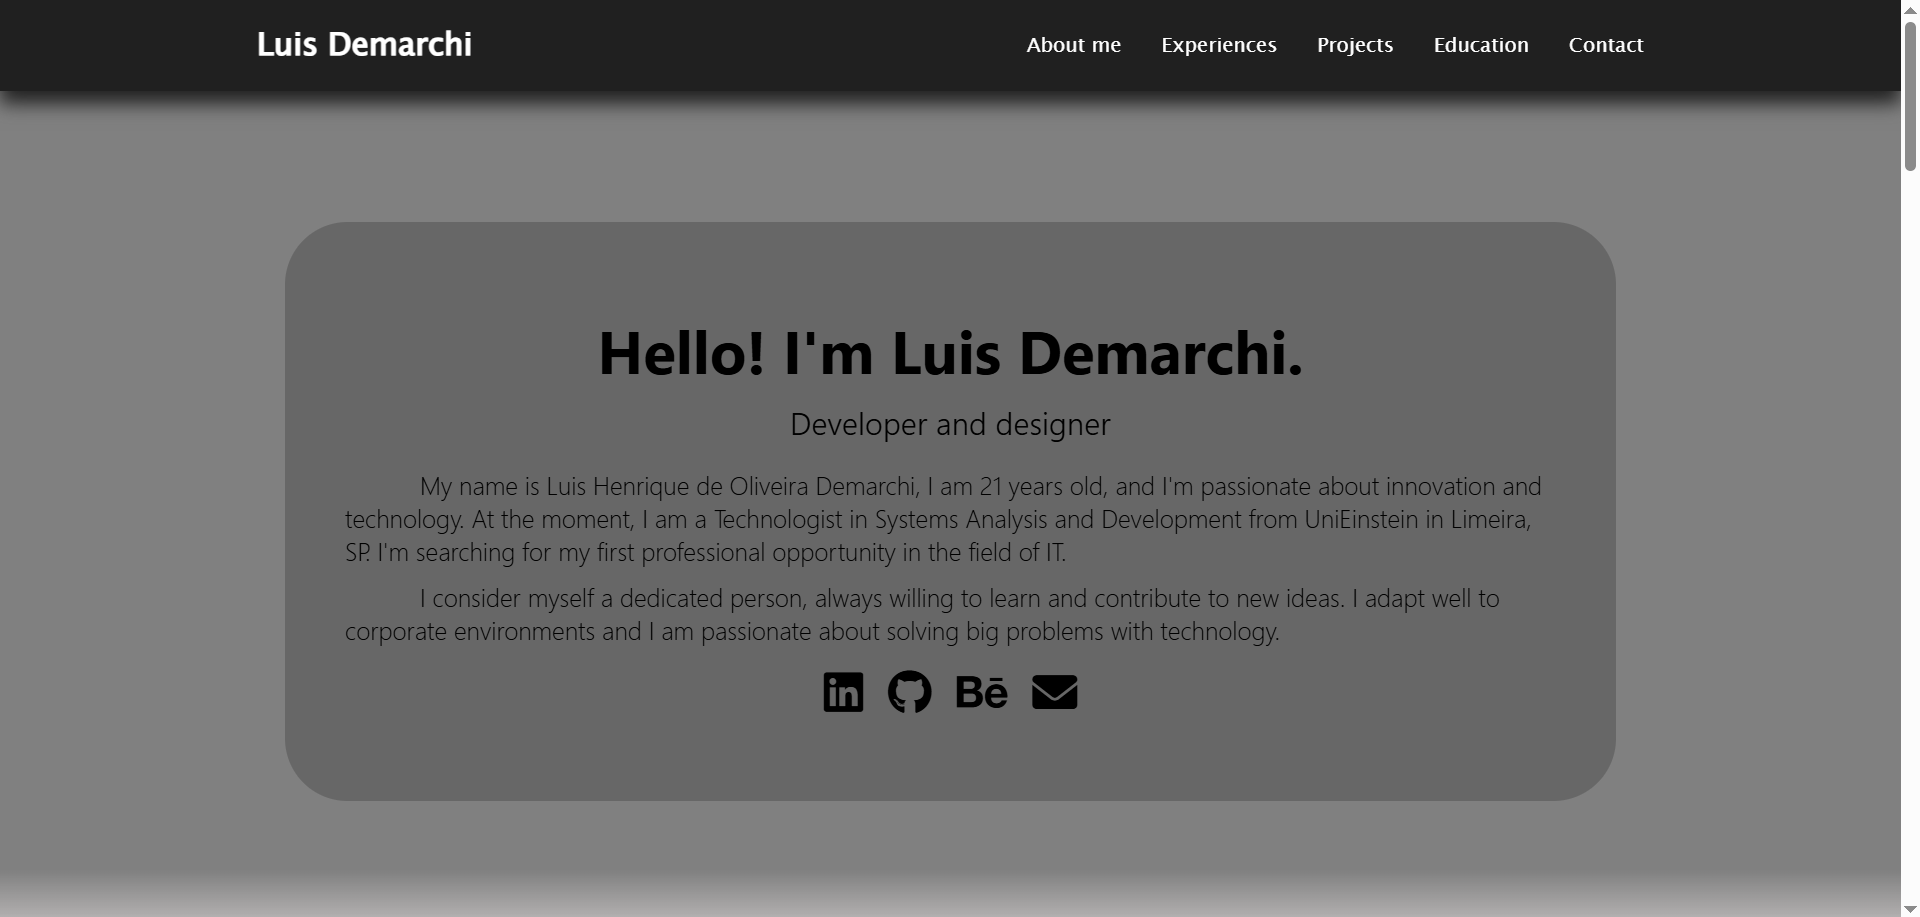 Luis Demarchi
About me Experiences Projects Education Contact
Hello! I'm Luis Demarchi.
Developer and designer
My name is Luis Henrique de Oliveira Demarchi, I am 21 years old, and I'm passionate about innovation and
technology. At the moment, I am a Technologist in Systems Analysis and Development from UniEinstein in Limeira,
SP. I'm searching for my first professional opportunity in the field of IT.
I consider myself a dedicated person, always willing to learn and contribute to new ideas. I adapt well to
corporate environments and I am passionate about solving big problems with technology.
in Bē